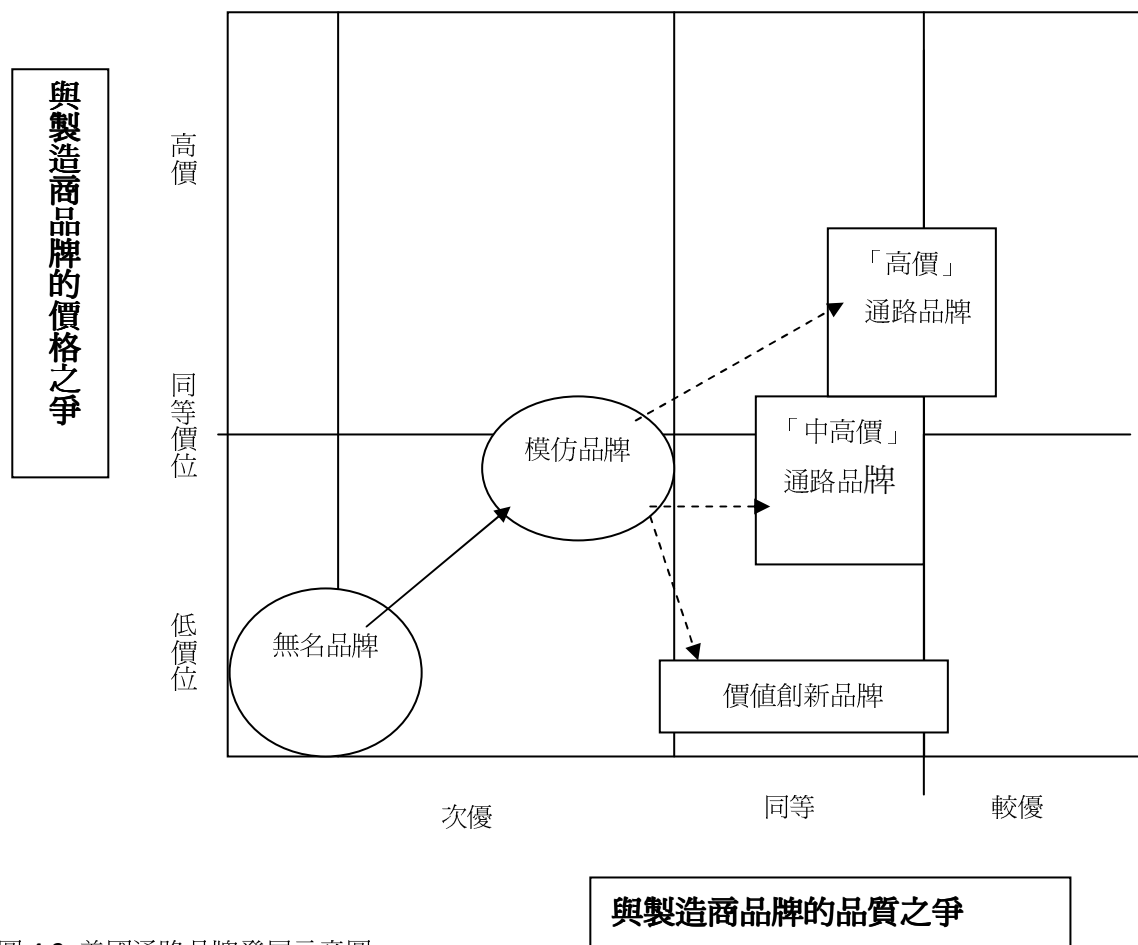 與製造商品牌的價格之爭
高價
同等價位
低價位
「高價」
通路品牌
「中高價」
通路品牌
模仿品牌
無名品牌
價值創新品牌
次優
同等
較優
與製造商品牌的品質之爭